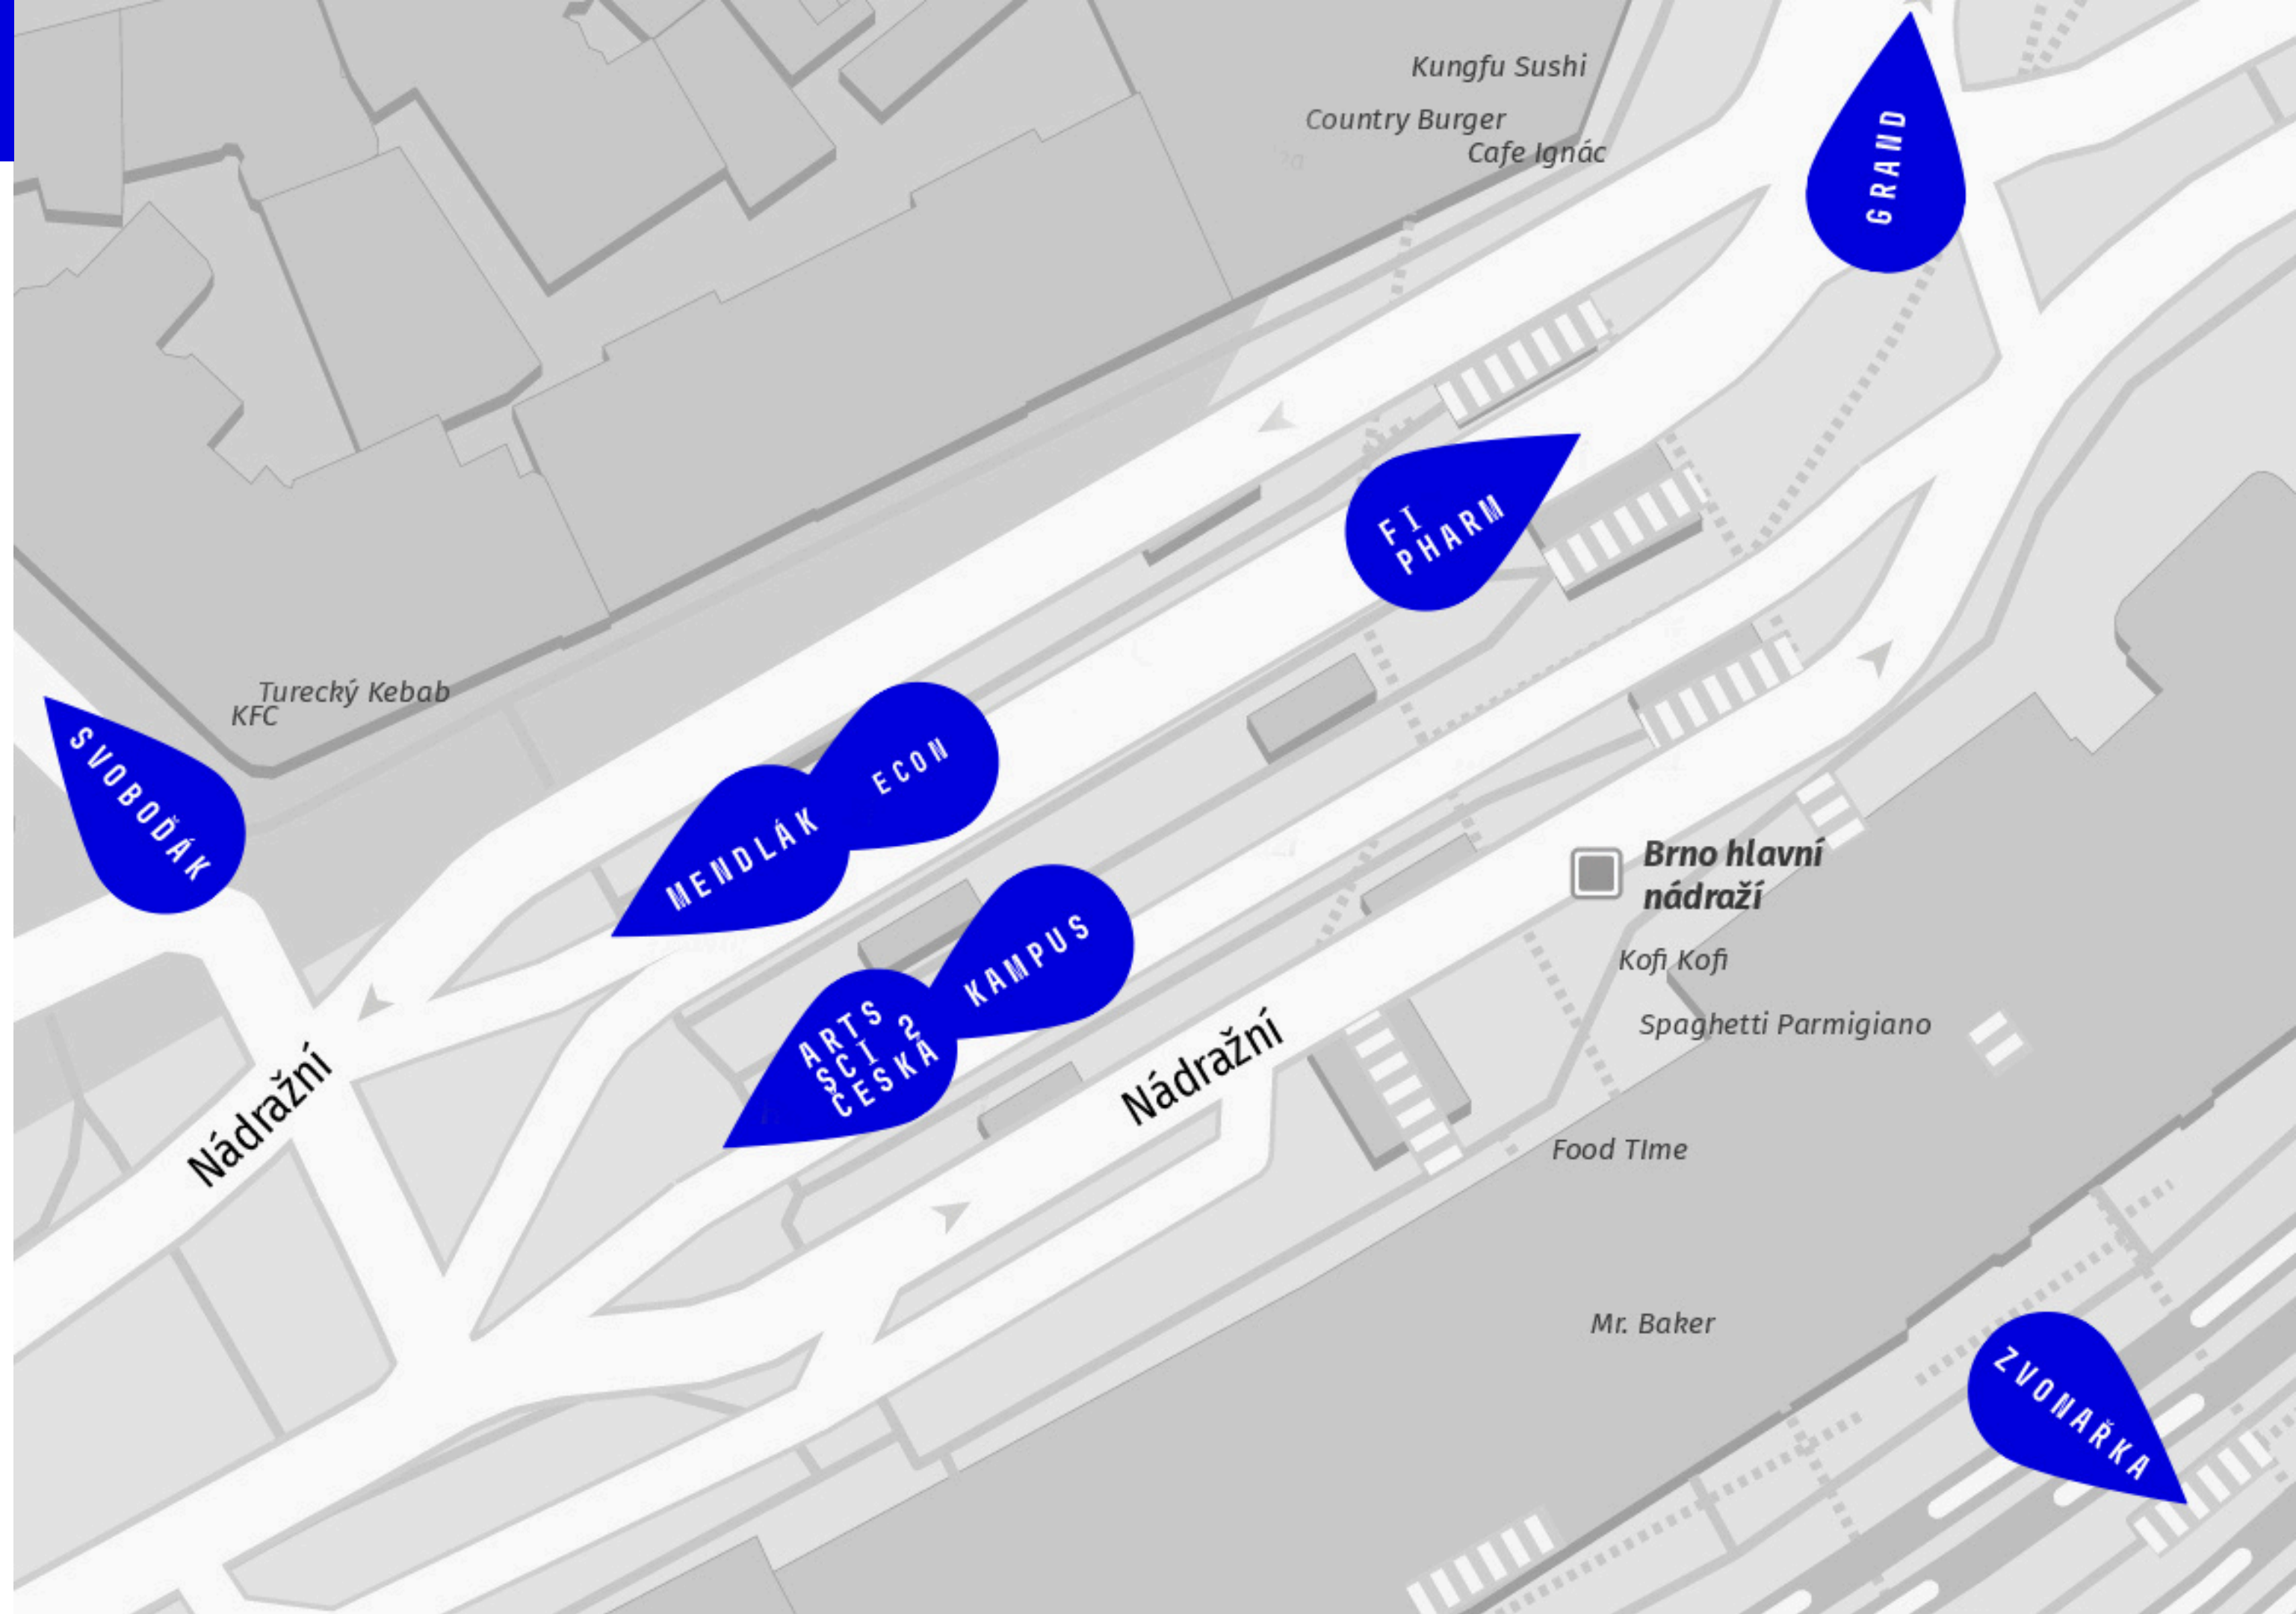 Kungfu Sushi
Country Burger
Cafe Ignác
GRAND
FI
PHARM
Turecký Kebab
KFC
SVOBOĎÁK
ECON
MENDLÁK
KAMPUS
ARTS
SCI 2
ČESKÁ
Brno hlavní
nádraží
Kofi Kofi
Spaghetti Parmigiano
Nádražní
Nádražní
Food TIme
Mr. Baker
ZVONAŘKA